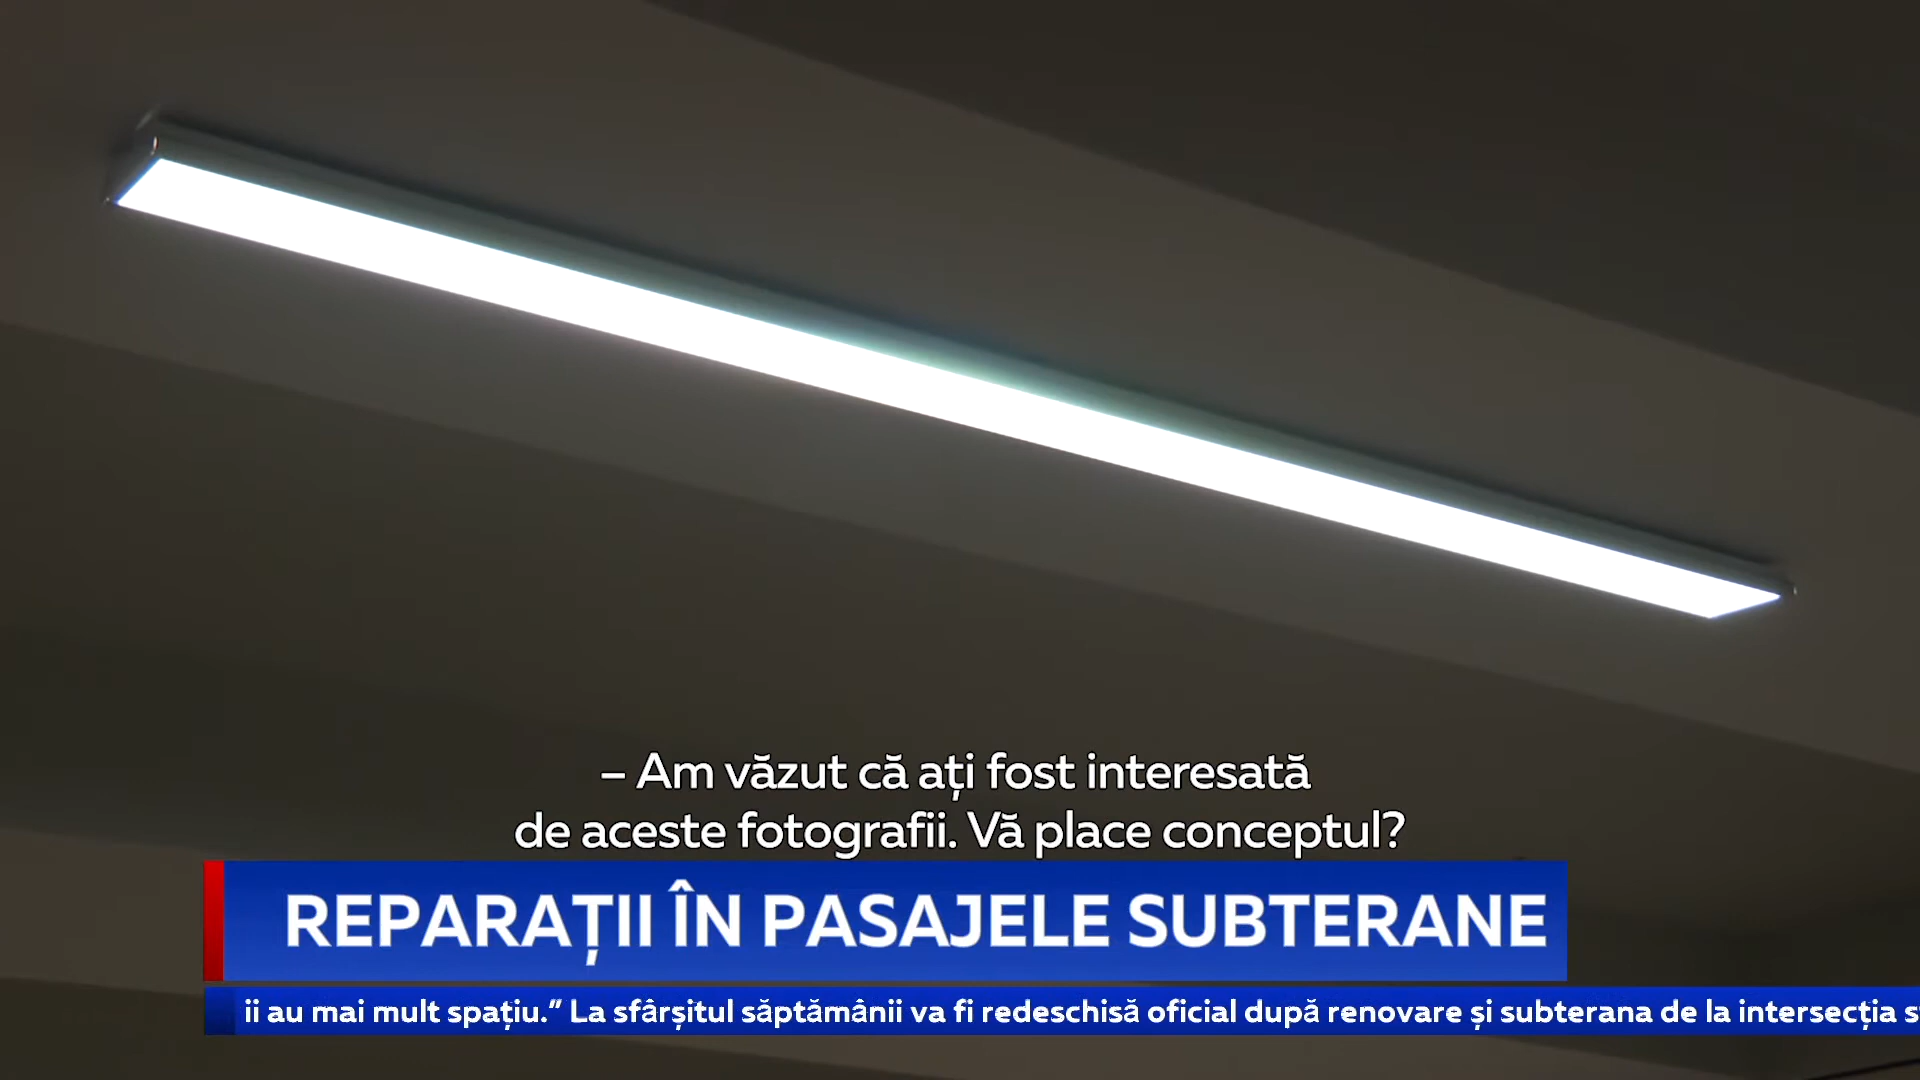 – Am văzut că ați fost interesată
de aceste fotografii. Vă place conceptul?
REPARAȚII ÎN PASAJELE SUBTERANE
ii au mai mult spațiu.” La sfârșitul săptămânii va fi redeschisă oficial după renovare și subterana de la intersecția